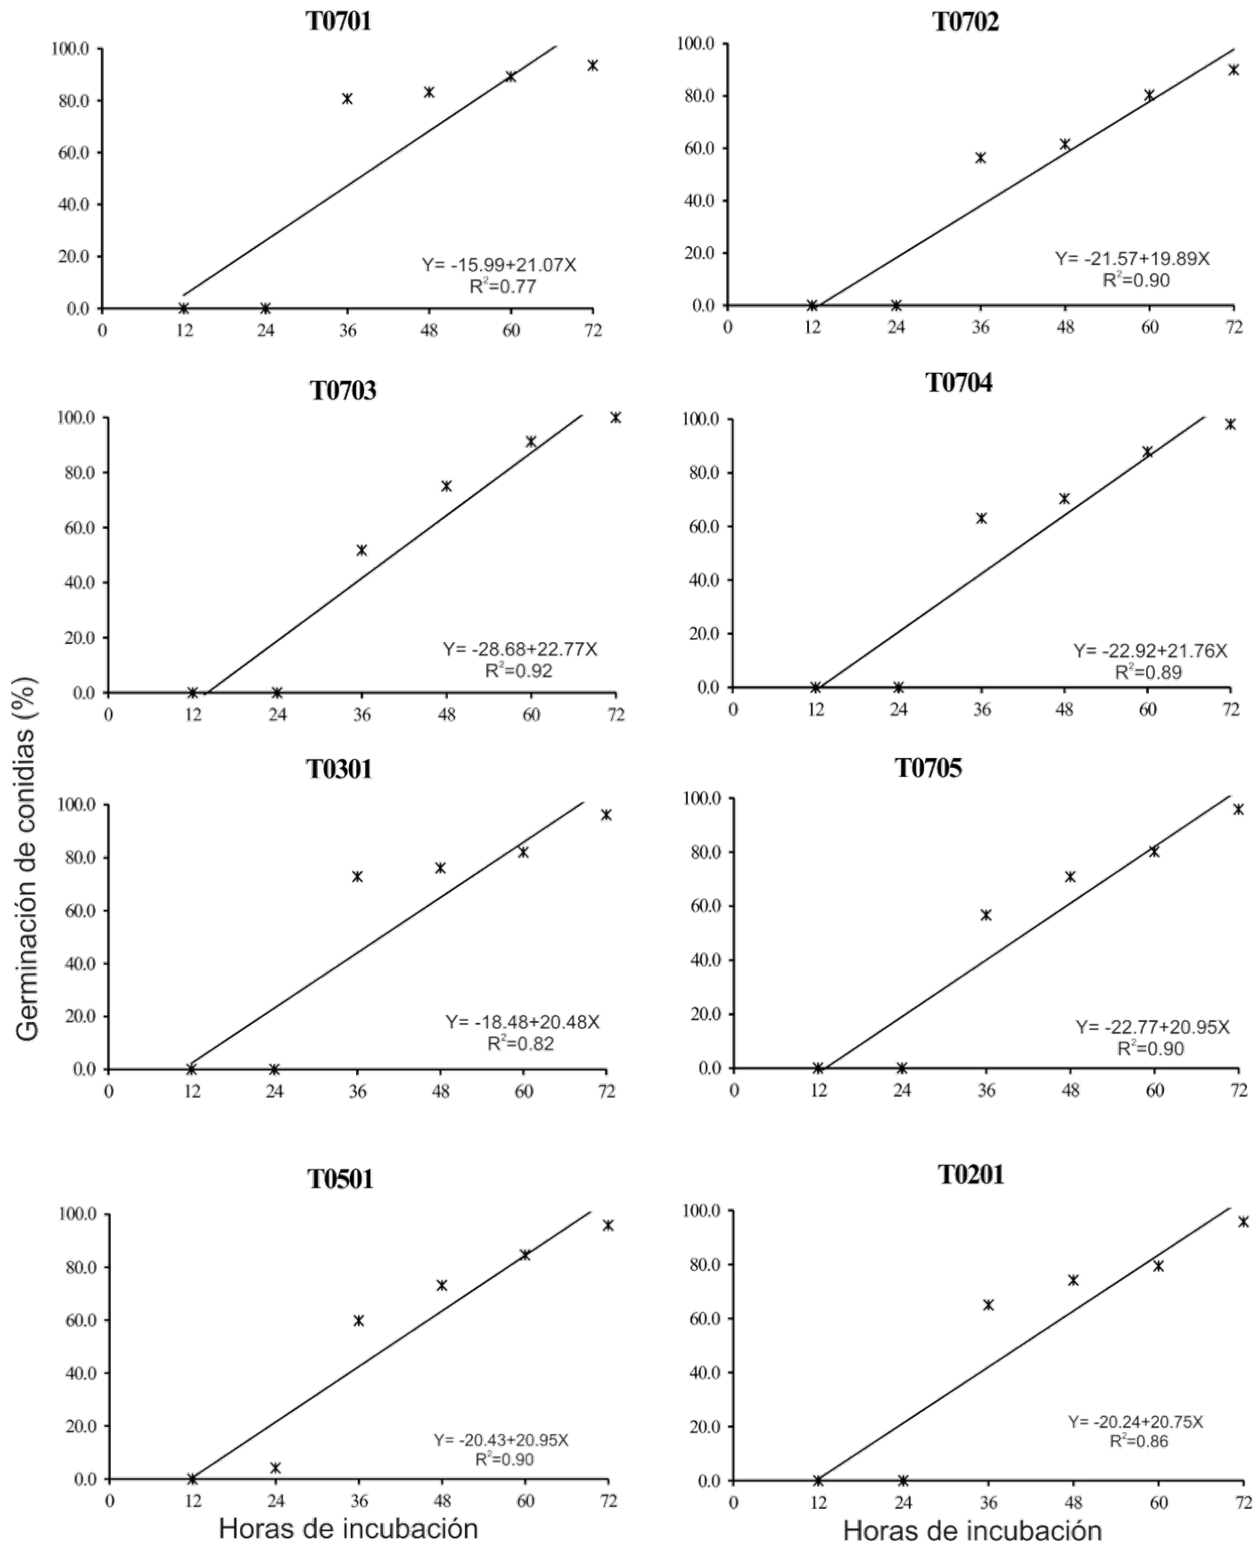 T0701
100.0
80.0
60.0
40.0
20.0
0.0
Y= -15.99+21.07X
R²=0.77
0 12 24 36 48 60 72
T0702
100.0
80.0
60.0
40.0
20.0
0.0
Y= -21.57+19.89X
R²=0.90
0 12 24 36 48 60 72
T0703
100.0
80.0
60.0
40.0
20.0
0.0
Y= -28.68+22.77X
R²=0.92
0 12 24 36 48 60 72
T0704
100.0
80.0
60.0
40.0
20.0
0.0
Y= -22.92+21.76X
R²=0.89
0 12 24 36 48 60 72
Germinación de conidias (%)
T0301
100.0
80.0
60.0
40.0
20.0
0.0
Y= -18.48+20.48X
R²=0.82
0 12 24 36 48 60 72
T0705
100.0
80.0
60.0
40.0
20.0
0.0
Y= -22.77+20.95X
R²=0.90
0 12 24 36 48 60 72
T0501
100.0
80.0
60.0
40.0
20.0
0.0
Y= -20.43+20.95X
R²=0.90
0 12 24 36 48 60 72
Horas de incubación
T0201
100.0
80.0
60.0
40.0
20.0
0.0
Y= -20.24+20.75X
R²=0.86
0 12 24 36 48 60 72
Horas de incubación